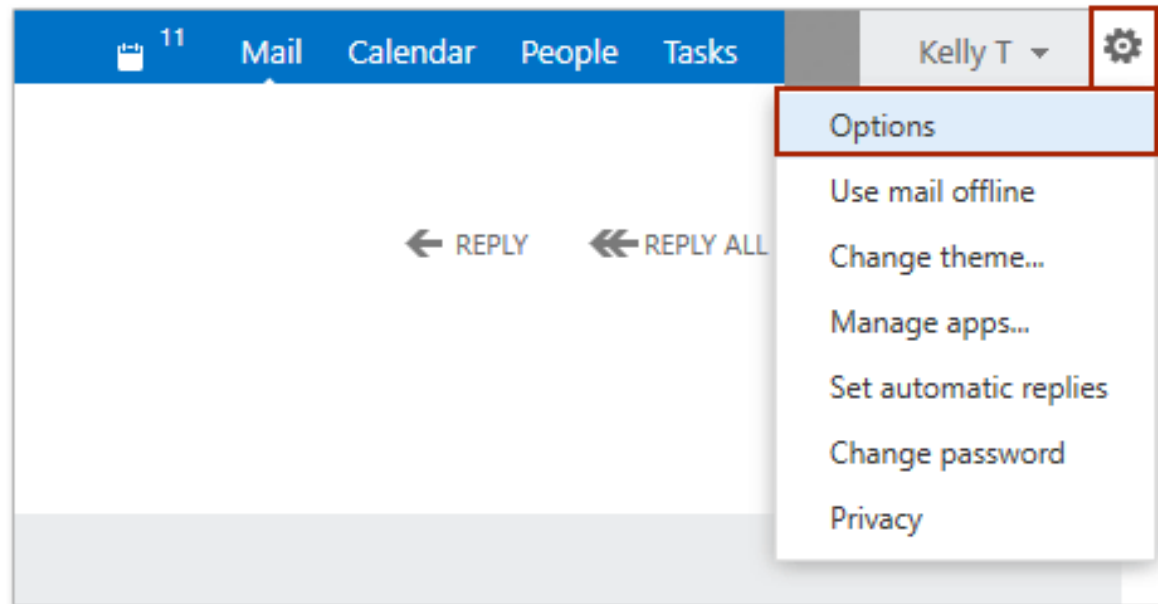 11 Mail Calendar People Tasks Kelly T
Options
Use mail offline
REPLY REPLY ALL
Change theme...
Manage apps...
Set automatic replies
Change password
Privacy